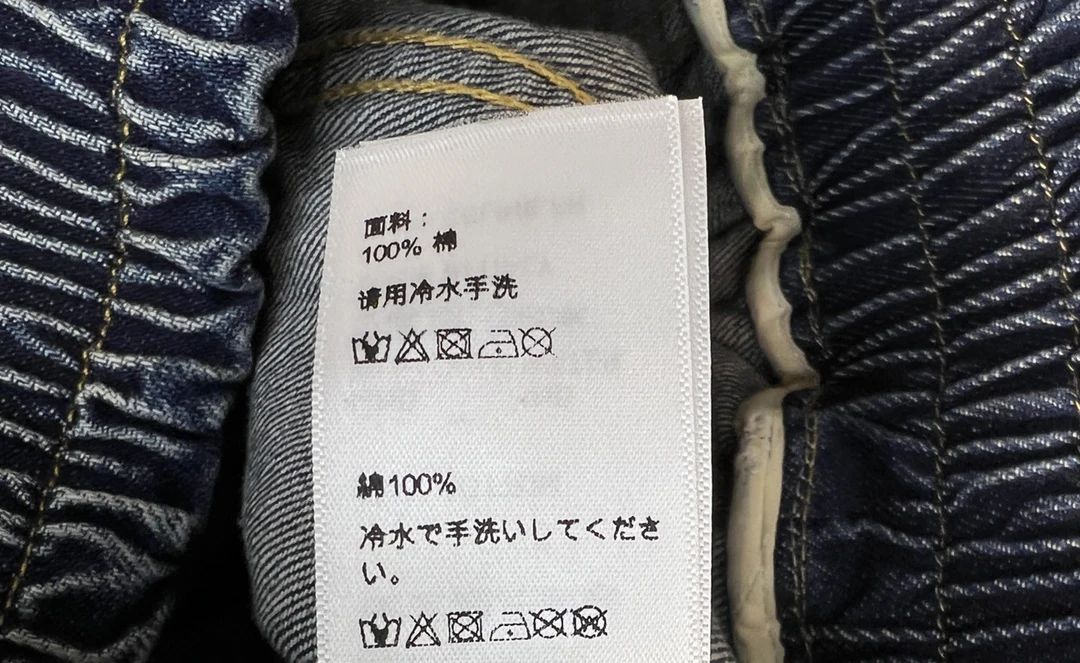 面料：
100% 棉
请用冷水手洗
綿100%
冷水で手洗いしてくださ
い。